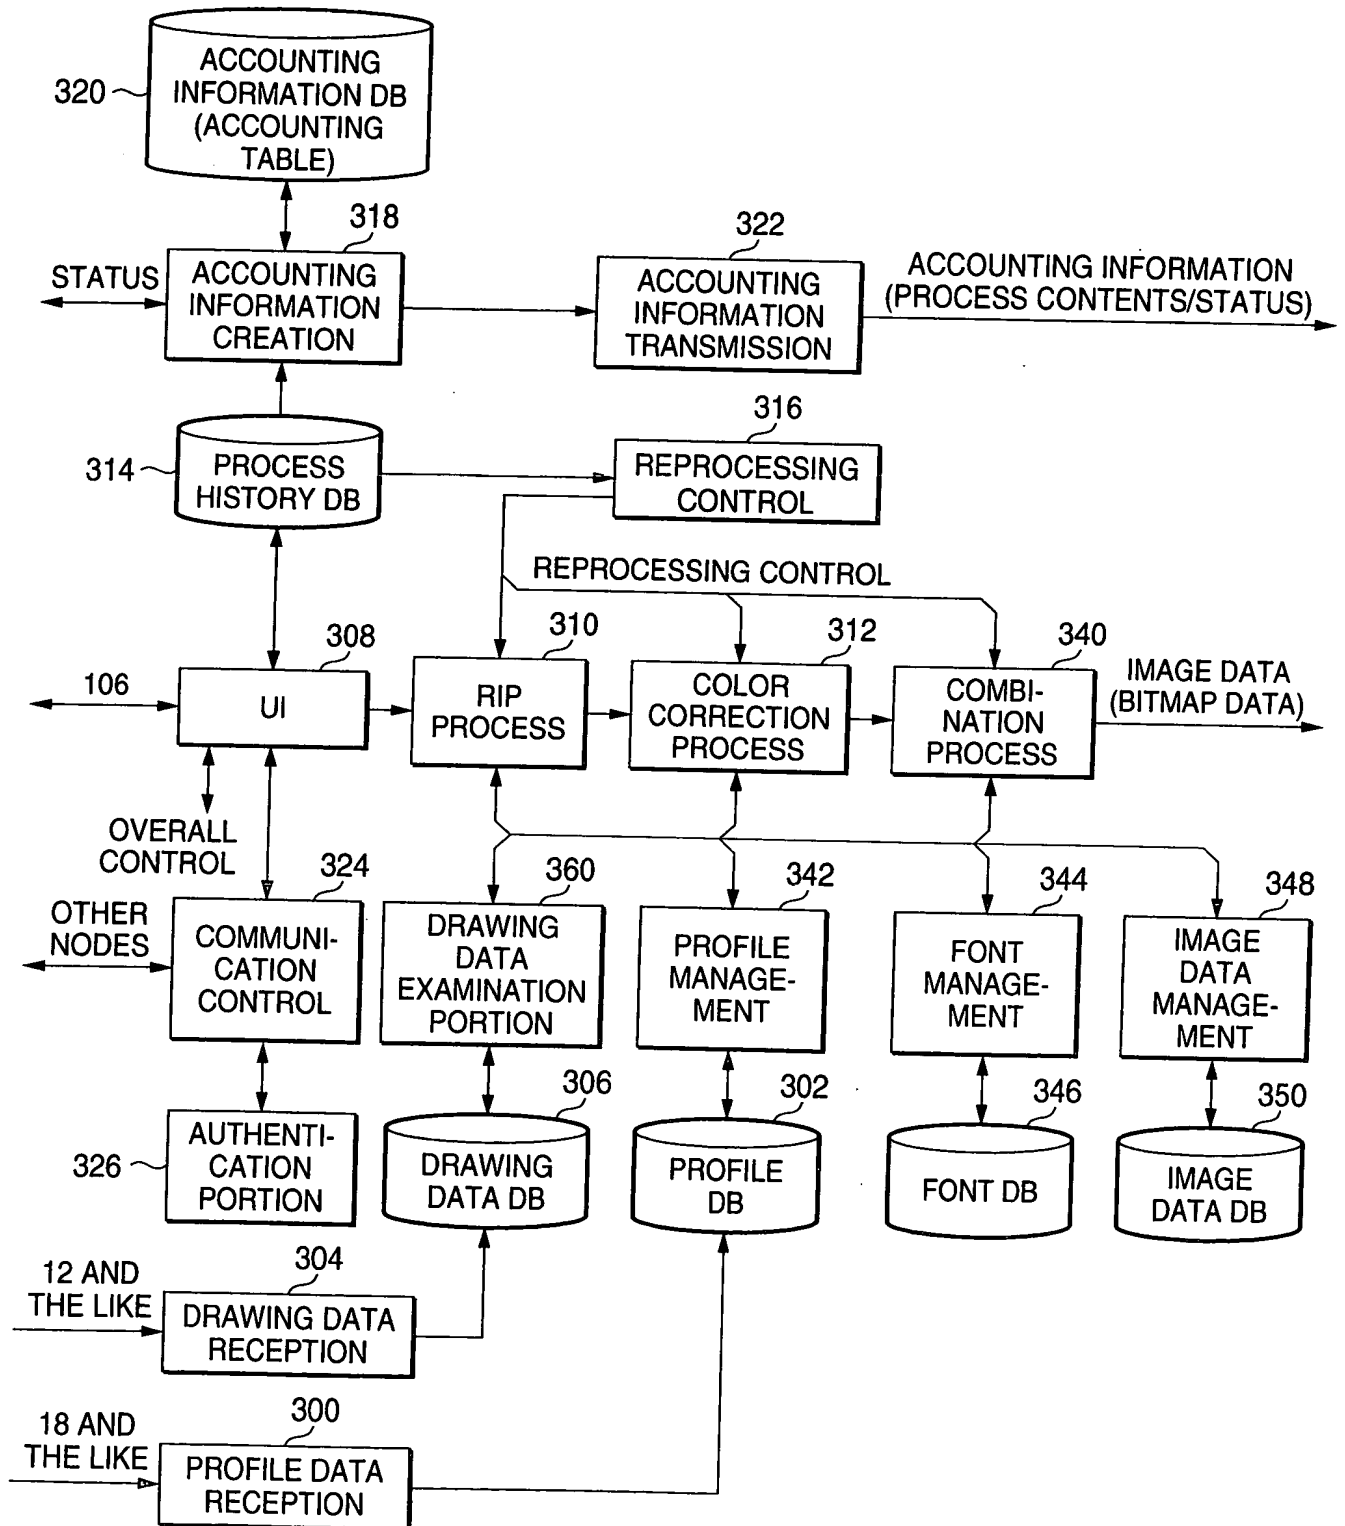 ACCOUNTING
INFORMATION DB
(ACCOUNTING
TABLE)
320
318
322
STATUS
ACCOUNTING
INFORMATION
CREATION
ACCOUNTING
INFORMATION
TRANSMISSION
ACCOUNTING INFORMATION
(PROCESS CONTENTS/STATUS)
316
314
PROCESS
HISTORY DB
REPROCESSING
CONTROL
REPROCESSING CONTROL
308
310
312
340
106
UI
RIP
PROCESS
COLOR
CORRECTION
PROCESS
COMBI-
NATION
PROCESS
IMAGE DATA
(BITMAP DATA)
OVERALL
CONTROL
324
360
342
344
348
OTHER
NODES
COMMUNI-
CATION
CONTROL
DRAWING
DATA
EXAMINATION
PORTION
PROFILE
MANAGE-
MENT
FONT
MANAGE-
MENT
IMAGE
DATA
MANAGE-
MENT
306
302
346
350
326
AUTHENTI-
CATION
PORTION
DRAWING
DATA DB
PROFILE
DB
FONT DB
IMAGE
DATA DB
304
12 AND
THE LIKE
DRAWING DATA
RECEPTION
300
18 AND
THE LIKE
PROFILE DATA
RECEPTION